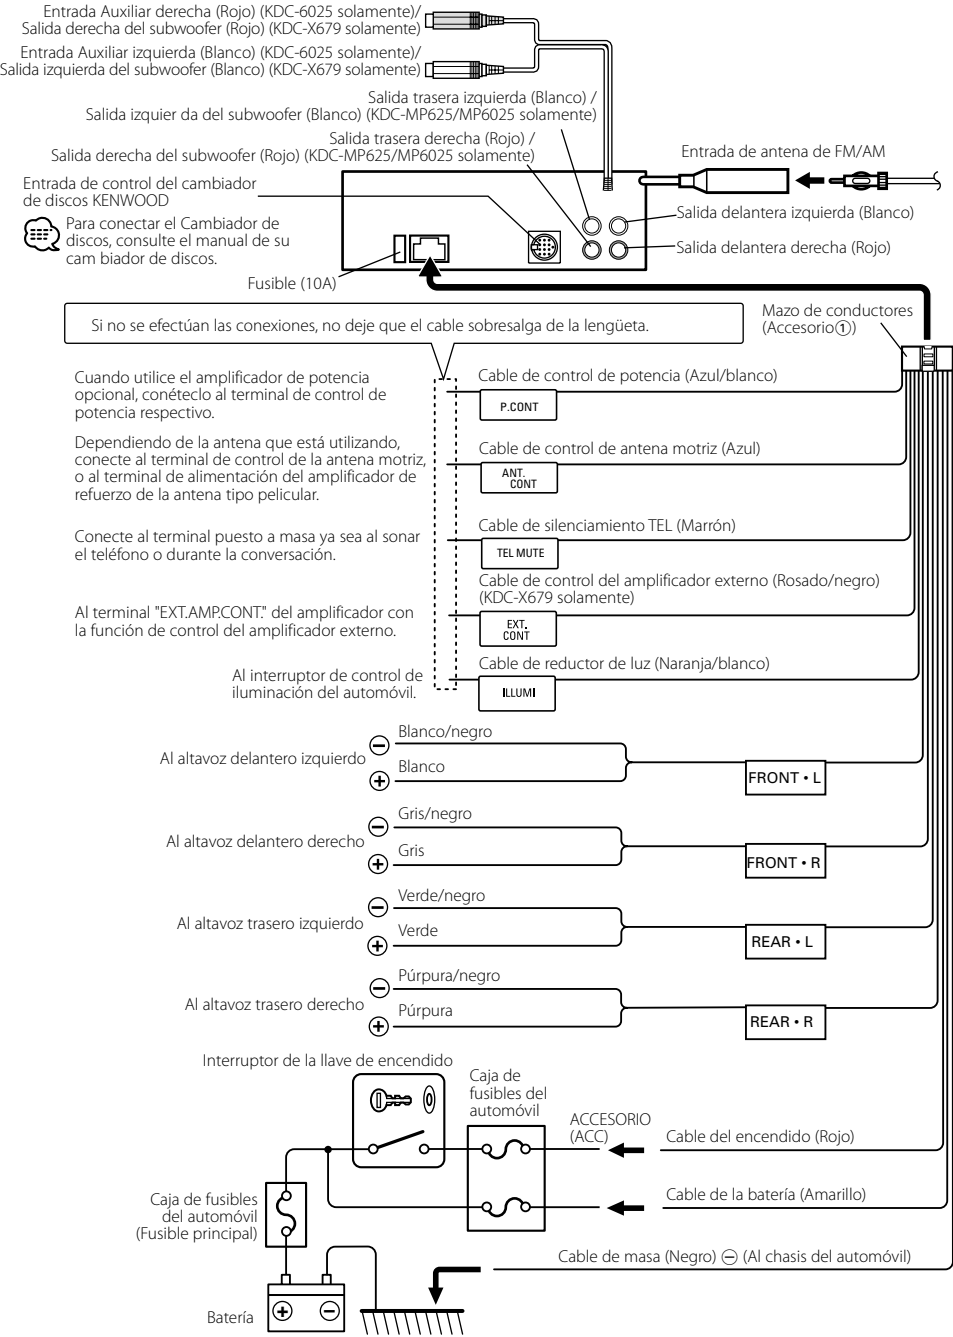 Entrada Auxiliar derecha (Rojo) (KDC-6025 solamente)/
Salida derecha del subwoofer (Rojo) (KDC-X679 solamente)
Entrada Auxiliar izquierda (Blanco) (KDC-6025 solamente)/
Salida izquierda del subwoofer (Blanco) (KDC-X679 solamente)
Salida trasera izquierda (Blanco) /
Salida izquier da del subwoofer (Blanco) (KDC-MP625/MP6025 solamente)
Salida trasera derecha (Rojo) /
Salida derecha del subwoofer (Rojo) (KDC-MP625/MP6025 solamente)
Entrada de antena de FM/AM
Entrada de control del cambiador
de discos KENWOOD
Para conectar el Cambiador de
discos, consulte el manual de su
cam biador de discos.
Salida delantera izquierda (Blanco)
Salida delantera derecha (Rojo)
Fusible (10A)
Mazo de conductores
(Accesorio①)
Si no se efectúan las conexiones, no deje que el cable sobresalga de la lengüeta.
Cuando utilice el amplificador de potencia
opcional, conéteclo al terminal de control de
potencia respectivo.
Cable de control de potencia (Azul/blanco)
P.CONT
Dependiendo de la antena que está utilizando,
conecte al terminal de control de la antena motriz,
o al terminal de alimentación del amplificador de
refuerzo de la antena tipo pelicular.
Cable de control de antena motriz (Azul)
ANT.
CONT
Conecte al terminal puesto a masa ya sea al sonar
el teléfono o durante la conversación.
Cable de silenciamiento TEL (Marrón)
TEL MUTE
Cable de control del amplificador externo (Rosado/negro)
(KDC-X679 solamente)
Al terminal "EXT.AMP.CONT." del amplificador con
la función de control del amplificador externo.
EXT.
CONT
Cable de reductor de luz (Naranja/blanco)
Al interruptor de control de
iluminación del automóvil.
ILLUMI
Blanco/negro
Al altavoz delantero izquierdo
Blanco
FRONT • L
Gris/negro
Al altavoz delantero derecho
Gris
FRONT • R
Verde/negro
Al altavoz trasero izquierdo
Verde
REAR • L
Púrpura/negro
Al altavoz trasero derecho
Púrpura
REAR • R
Interruptor de la llave de encendido
Caja de
fusibles del
automóvil
ACCESORIO
(ACC)
Cable del encendido (Rojo)
Cable de la batería (Amarillo)
Caja de fusibles
del automóvil
(Fusible principal)
Cable de masa (Negro) ⊖ (Al chasis del automóvil)
Batería